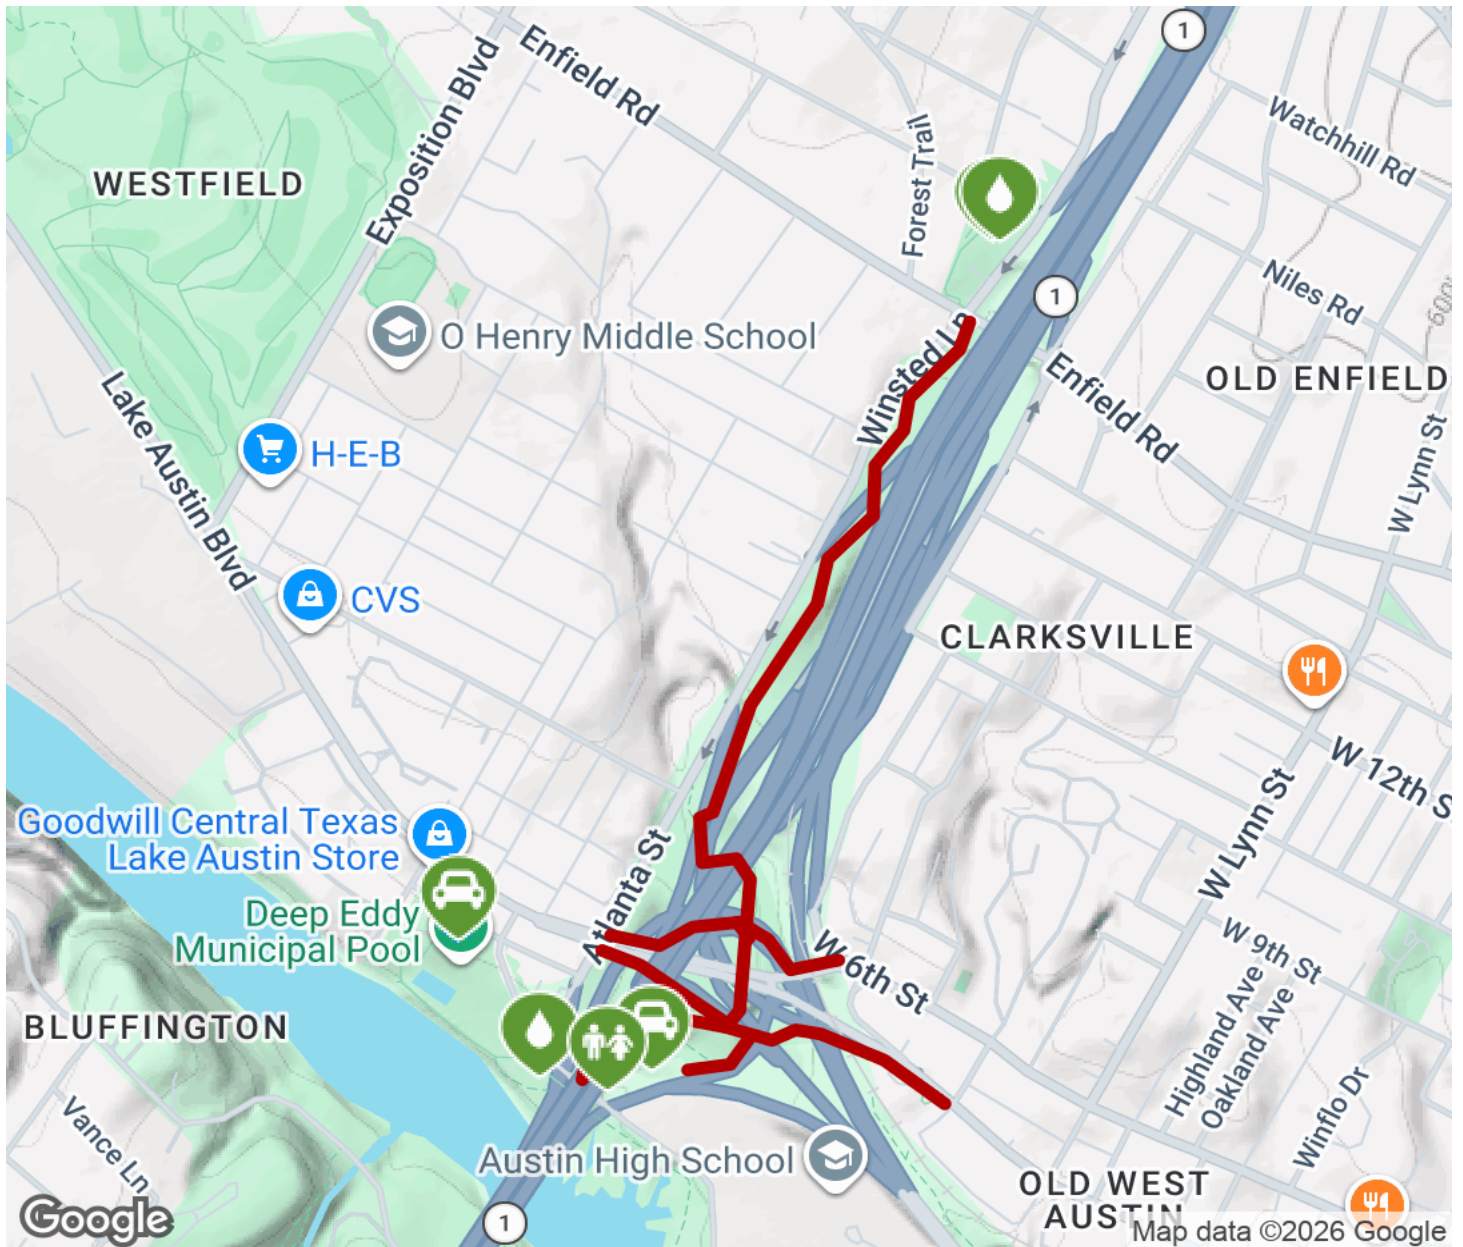 1
Enfield Rd
Exposition Blvd
Forest Trail
Watchhill Rd
WESTFIELD
Niles Rd
1
O Henry Middle School
Winsted Ln
Enfield Rd
OLD ENFIELD
600
Lake Austin Blvd
H-E-B
W Lynn St
CVS
CLARKSVILLE
W 12th S
W Lynn St
Goodwill Central Texas
Lake Austin Store
Atlanta St
Deep Eddy
Municipal Pool
W 6th St
W 9th St
BLUFFINGTON
Highland Ave
Oakland Ave
Vance Ln
Winflo Dr
Austin High School
OLD WEST
AUSTIN
1
Google
Map data ©2026 Google